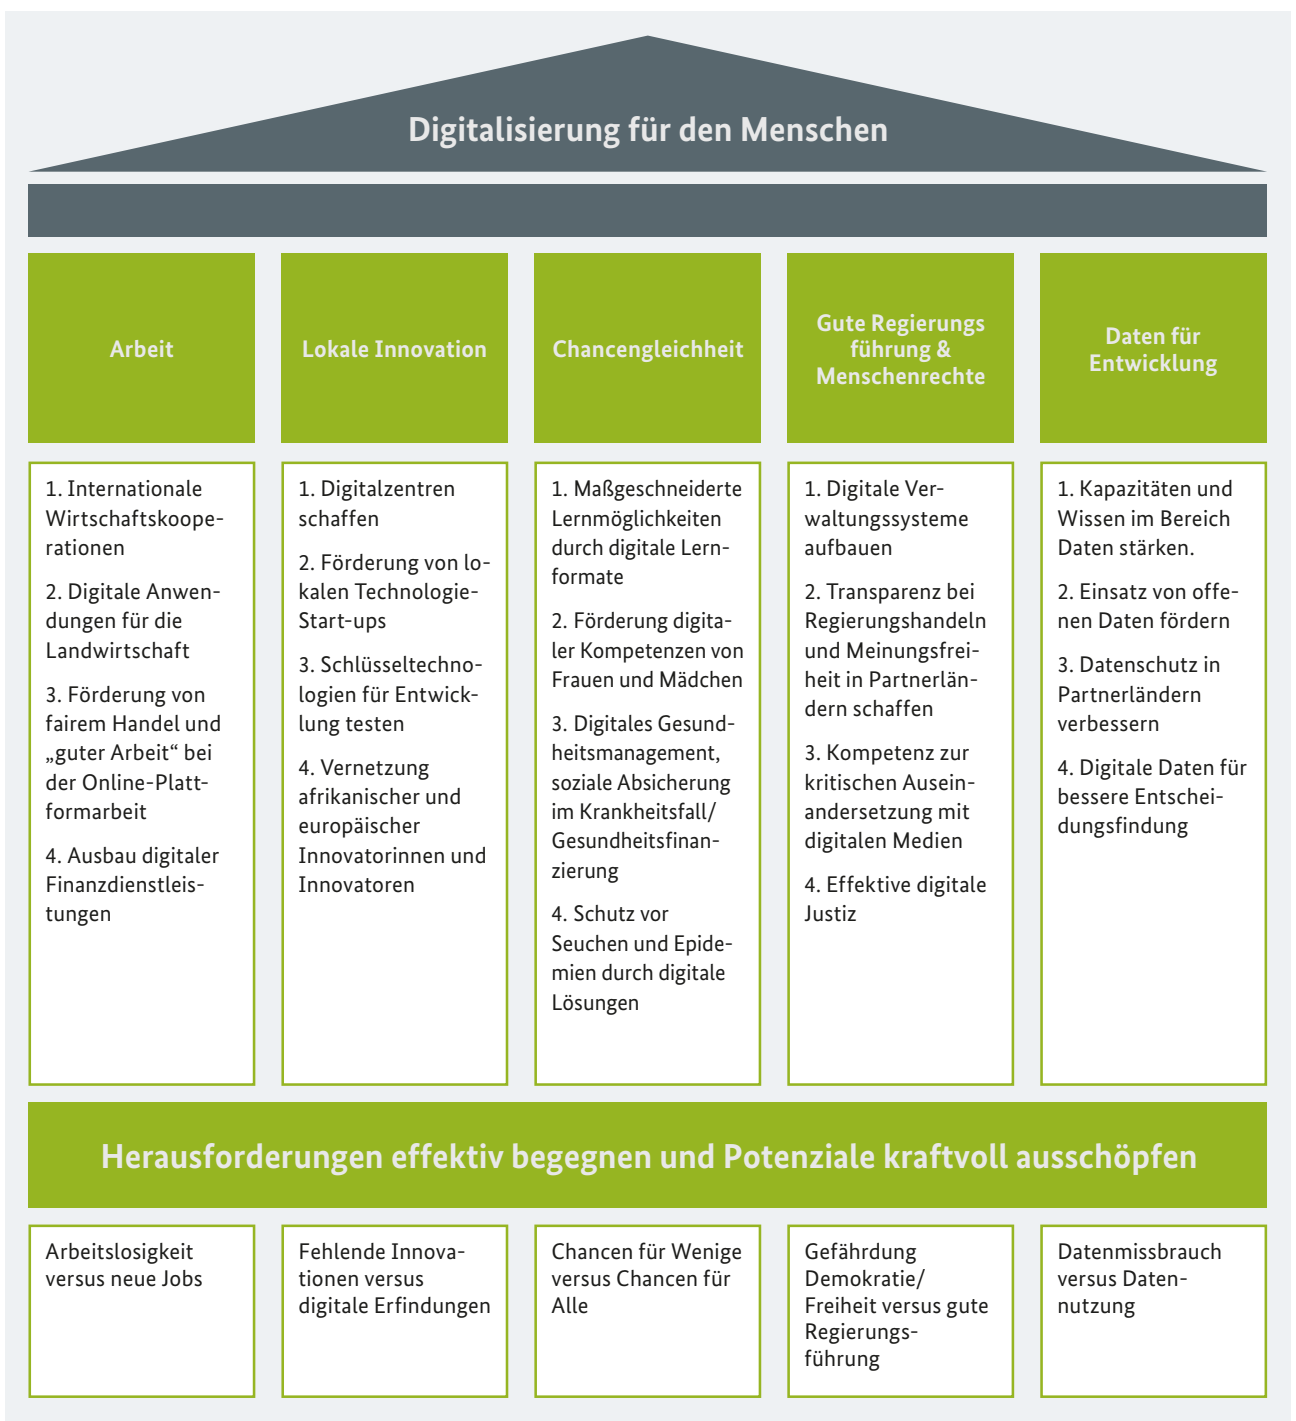 Digitalisierung für den Menschen
Arbeit
Lokale Innovation
Chancengleichheit
Gute Regierungs
führung &
Menschenrechte
Daten für
Entwicklung
1. Internationale
Wirtschaftskoope-
rationen
2. Digitale Anwen-
dungen für die
Landwirtschaft
3. Förderung von
fairem Handel und
„guter Arbeit“ bei
der Online-Platt-
formarbeit
4. Ausbau digitaler
Finanzdienstleis-
tungen
1. Digitalzentren
schaffen
2. Förderung von lo-
kalen Technologie-
Start-ups
3. Schlüsseltechno-
logien für Entwick-
lung testen
4. Vernetzung
afrikanischer und
europäischer
Innovatorinnen und
Innovatoren
1. Maßgeschneiderte
Lernmöglichkeiten
durch digitale Lern-
formate
2. Förderung digita-
ler Kompetenzen von
Frauen und Mädchen
3. Digitales Gesund-
heitsmanagement,
soziale Absicherung
im Krankheitsfall/
Gesundheitsfinan-
zierung
4. Schutz vor
Seuchen und Epide-
mien durch digitale
Lösungen
1. Digitale Ver-
waltungssysteme
aufbauen
2. Transparenz bei
Regierungshandeln
und Meinungsfrei-
heit in Partnerlän-
dern schaffen
3. Kompetenz zur
kritischen Ausein-
andersetzung mit
digitalen Medien
4. Effektive digitale
Justiz
1. Kapazitäten und
Wissen im Bereich
Daten stärken.
2. Einsatz von offe-
nen Daten fördern
3. Datenschutz in
Partnerländern
verbessern
4. Digitale Daten für
bessere Entschei-
dungsfindung
Herausforderungen effektiv begegnen und Potenziale kraftvoll ausschöpfen
Arbeitslosigkeit
versus neue Jobs
Fehlende Innova-
tionen versus
digitale Erfindungen
Chancen für Wenige
versus Chancen für
Alle
Gefährdung
Demokratie/
Freiheit versus gute
Regierungs-
führung
Datenmissbrauch
versus Daten-
nutzung